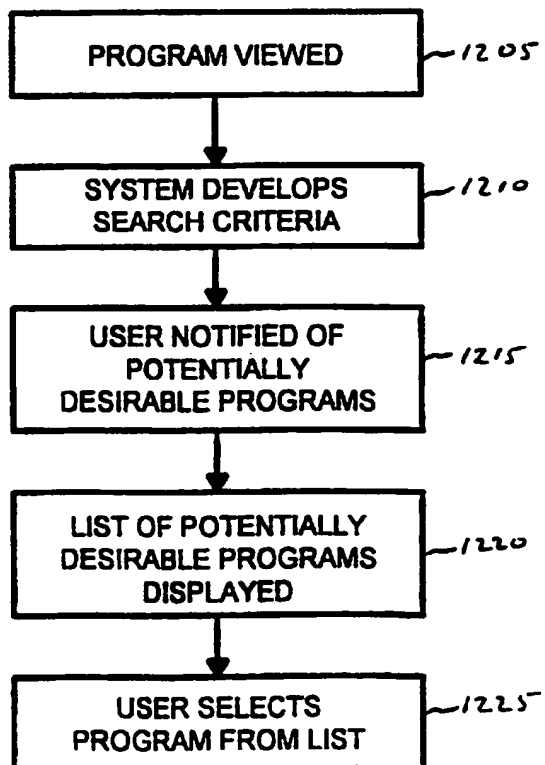 PROGRAM VIEWED
1205
SYSTEM DEVELOPS
SEARCH CRITERIA
1210
USER NOTIFIED OF
POTENTIALLY
DESIRABLE PROGRAMS
1215
LIST OF POTENTIALLY
DESIRABLE PROGRAMS
DISPLAYED
1220
USER SELECTS
PROGRAM FROM LIST
1225